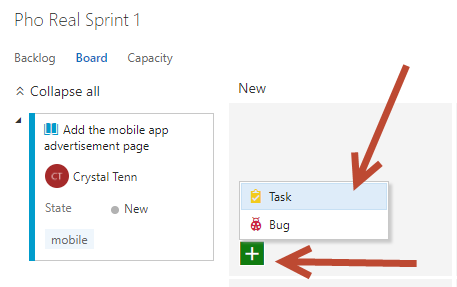 Pho Real Sprint 1
Backlog Board Capacity
Collapse all
New
Add the mobile app
advertisement page
CT Crystal Tenn
State New
mobile
Task
Bug